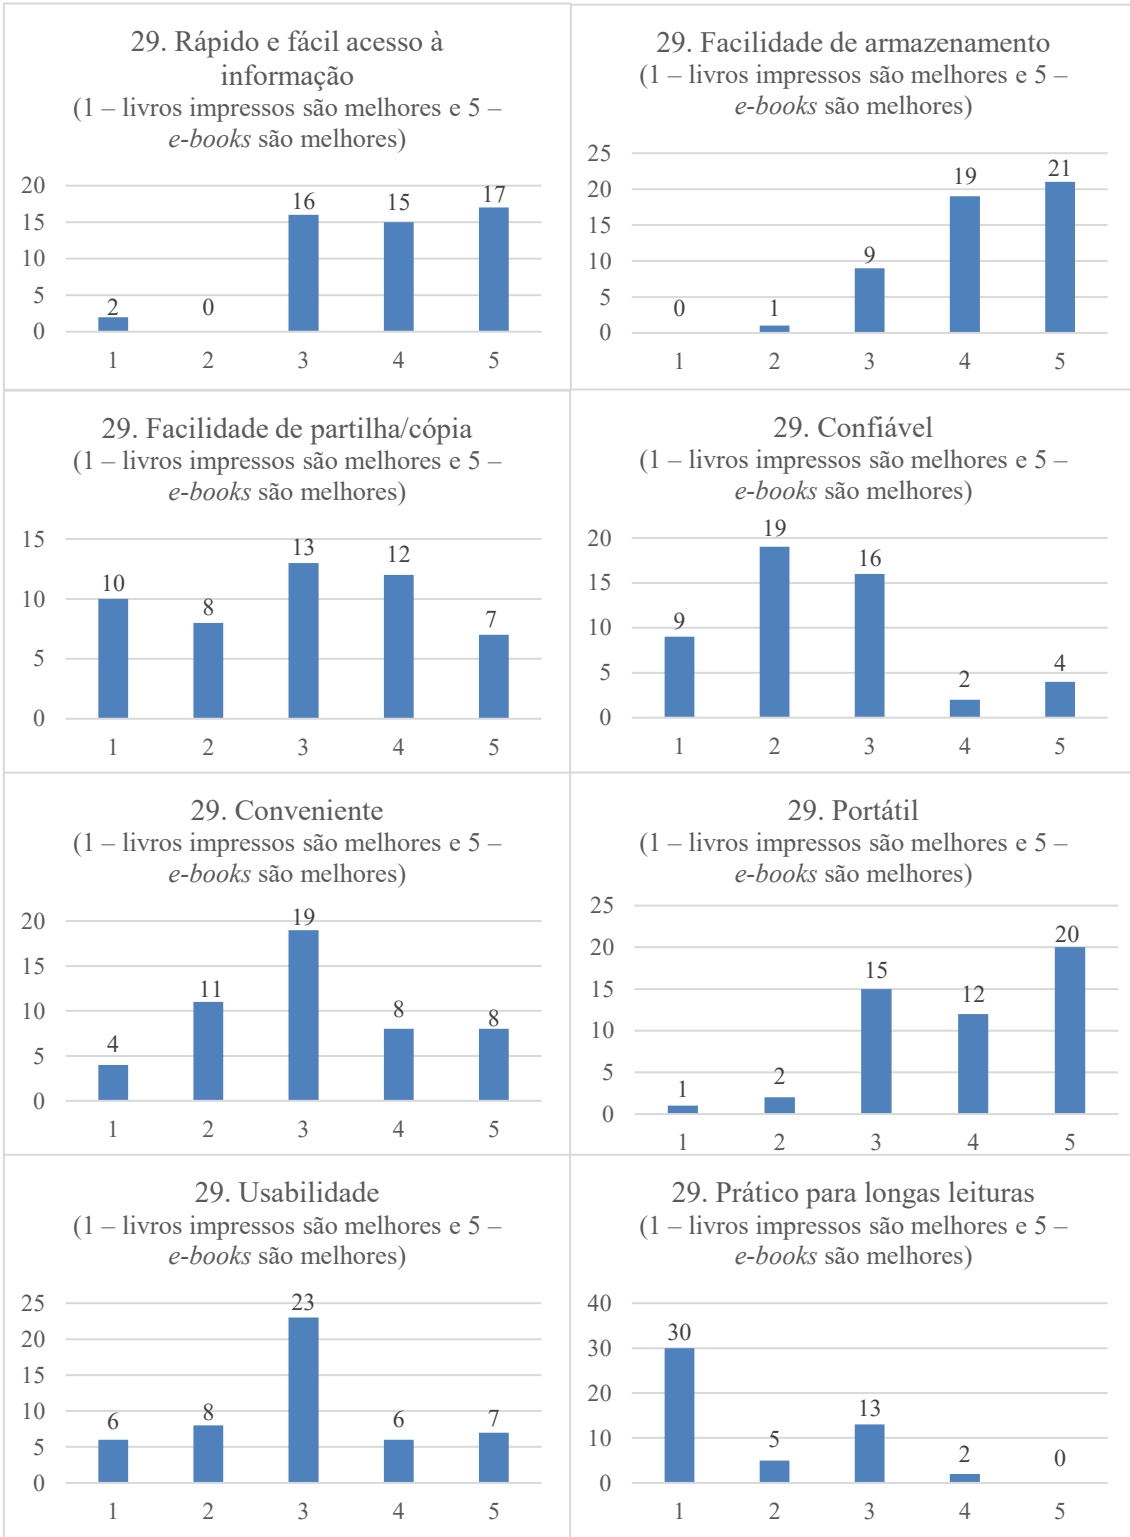 29. Rápido e fácil acesso à
informação
(1 – livros impressos são melhores e 5 –
e-books são melhores)
20
15
10
5
0
2
0
16
15
17
1 2 3 4 5
29. Facilidade de armazenamento
(1 – livros impressos são melhores e 5 –
e-books são melhores)
25
20
15
10
5
0
0
1
9
19
21
1 2 3 4 5
29. Facilidade de partilha/cópia
(1 – livros impressos são melhores e 5 –
e-books são melhores)
15
10
5
0
10
8
13
12
7
1 2 3 4 5
29. Confiável
(1 – livros impressos são melhores e 5 –
e-books são melhores)
20
15
10
5
0
9
19
16
2
4
1 2 3 4 5
29. Conveniente
(1 – livros impressos são melhores e 5 –
e-books são melhores)
20
15
10
5
0
4
11
19
8
8
1 2 3 4 5
29. Portátil
(1 – livros impressos são melhores e 5 –
e-books são melhores)
25
20
15
10
5
0
1
2
15
12
20
1 2 3 4 5
29. Usabilidade
(1 – livros impressos são melhores e 5 –
e-books são melhores)
25
20
15
10
5
0
6
8
23
6
7
1 2 3 4 5
29. Prático para longas leituras
(1 – livros impressos são melhores e 5 –
e-books são melhores)
40
30
20
10
0
30
5
13
2
0
1 2 3 4 5